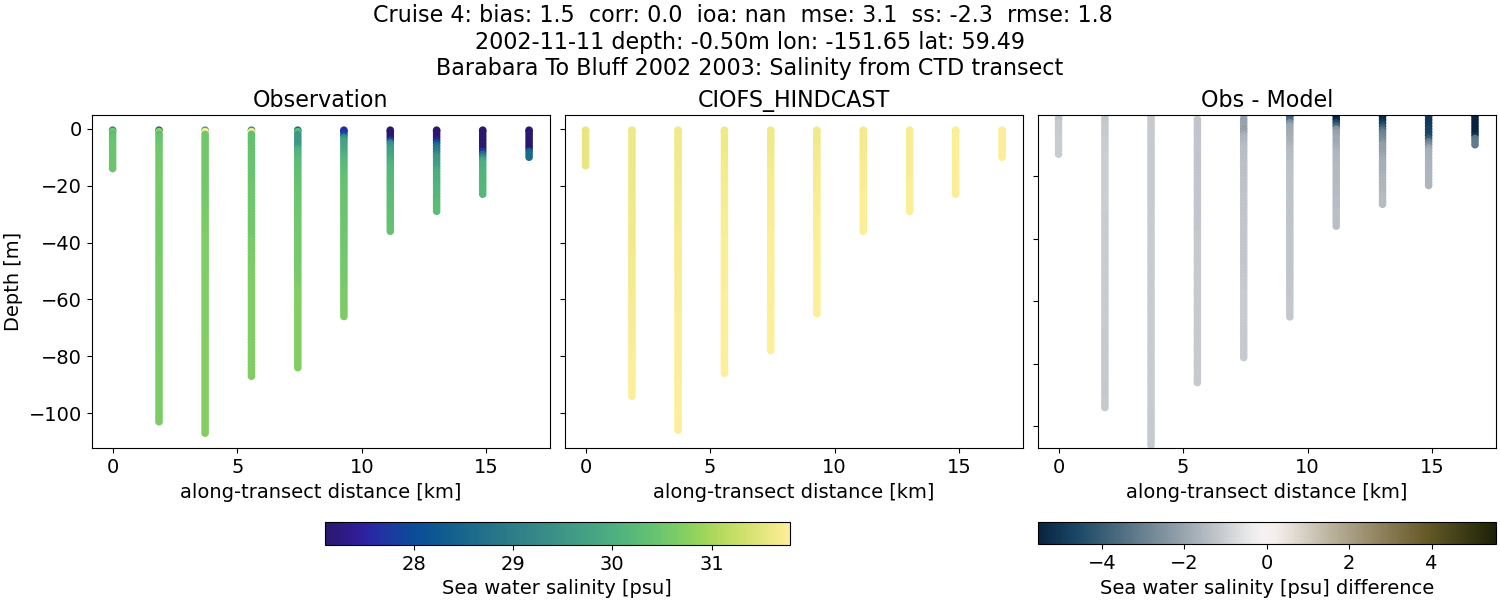 Cruise 4: bias: 1.5  corr: 0.0  ioa: nan  mse: 3.1  ss: -2.3  rmse: 1.8
2002-11-11 depth: -0.50m lon: -151.65 lat: 59.49
Barabara To Bluff 2002 2003: Salinity from CTD transect
Observation
CIOFS_HINDCAST
Obs - Model
Depth [m]
0
−20
−40
−60
−80
−100
0 5 10 15
0 5 10 15
0 5 10 15
along-transect distance [km]
along-transect distance [km]
along-transect distance [km]
28 29 30 31
Sea water salinity [psu]
−4 −2 0 2 4
Sea water salinity [psu] difference